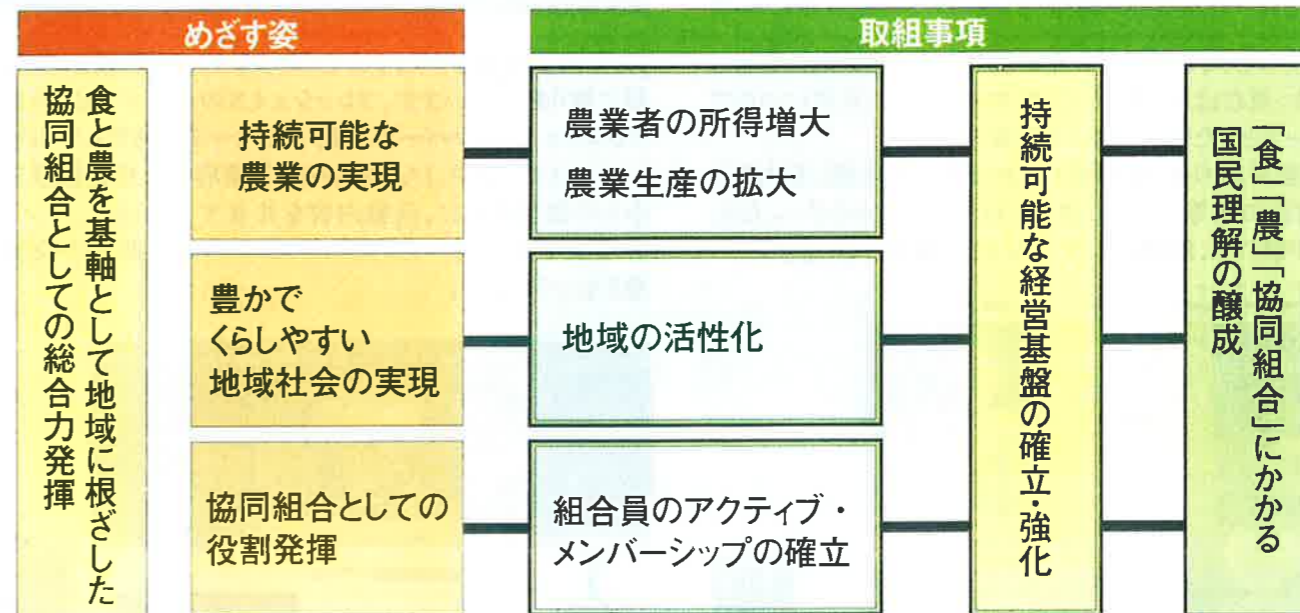 めざす姿
取組事項
食と農を基軸として地域に根ざした
協同組合としての総合力発揮
持続可能な
農業の実現
農業者の所得増大
農業生産の拡大
豊かで
くらしやすい
地域社会の実現
地域の活性化
協同組合としての
役割発揮
組合員のアクティブ・
メンバーシップの確立
持続可能な経営基盤の確立・強化
「食」「農」「協同組合」にかかる
国民理解の醸成